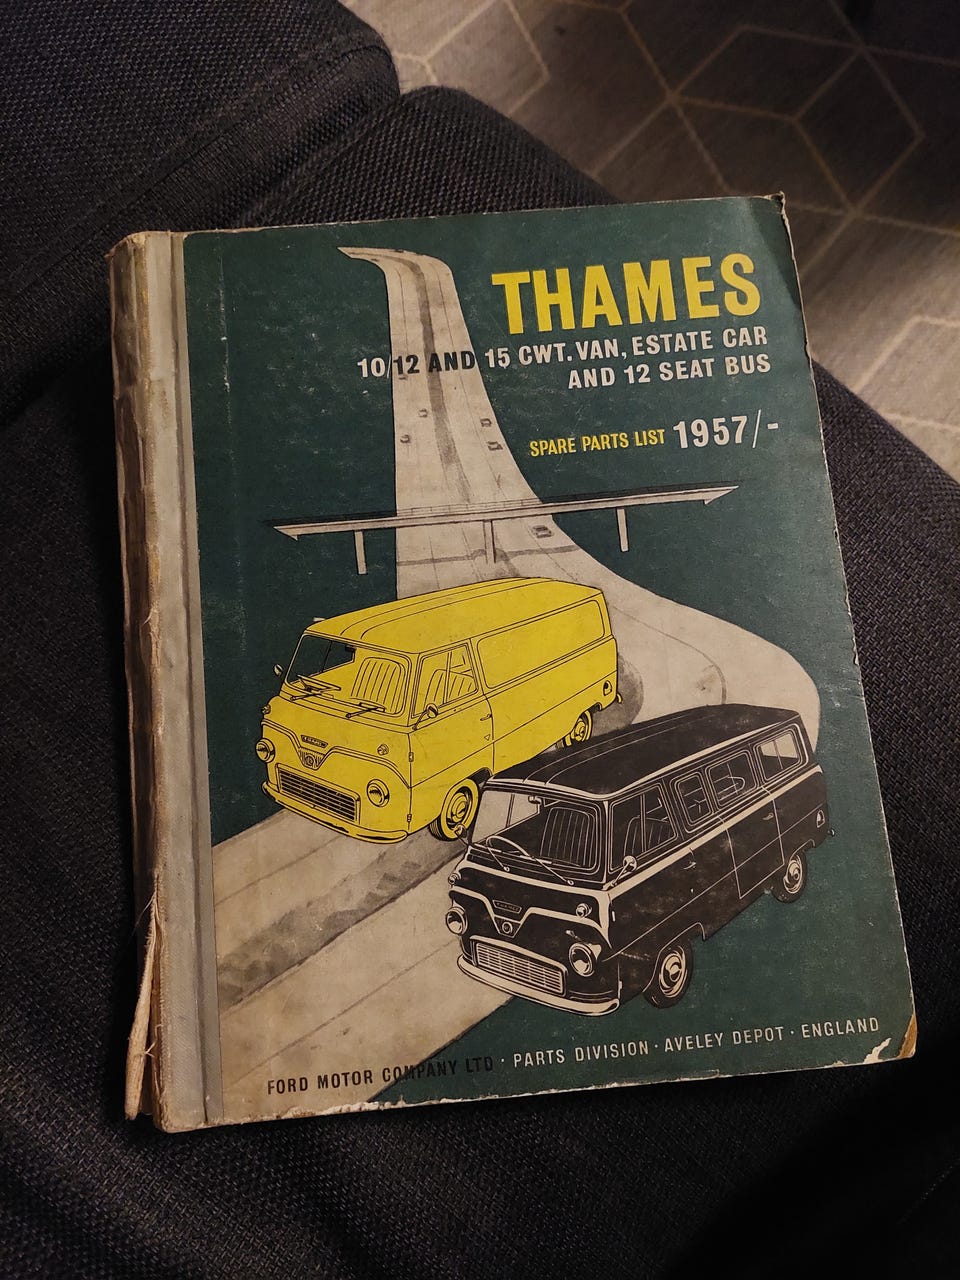 THAMES
10/12 AND 15 CWT. VAN, ESTATE CAR
AND 12 SEAT BUS
SPARE PARTS LIST 1957/-
FORD MOTOR COMPANY LTD · PARTS DIVISION · AVELEY DEPOT · ENGLAND